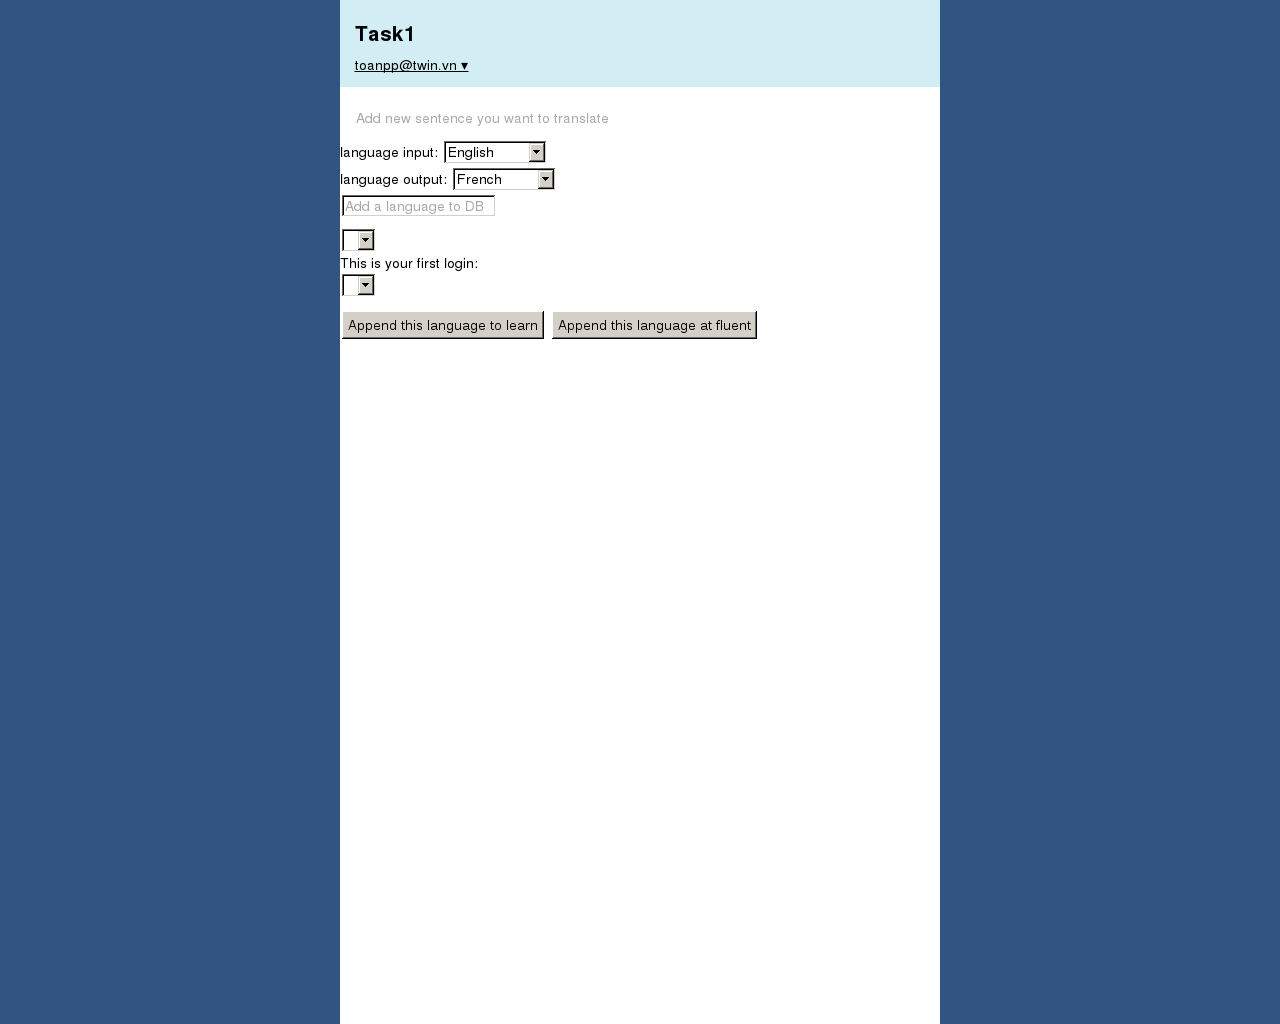 Task1
toanpp@twin.vn ▾
Add new sentence you want to translate
language input: English
language output: French
Add a language to DB
This is your first login:
Append this language to learn Append this language at fluent